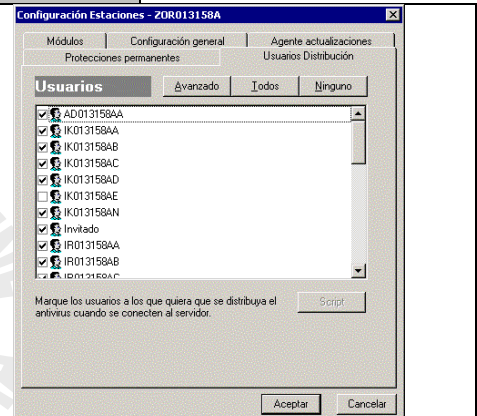 Configuración Estaciones - ZOR013158A
Módulos
Configuración general
Agente actualizaciones
Protecciones permanentes
Usuarios Distribución
Usuarios
Avanzado
Todos
Ninguno
AD013158AA
IK013158AA
IK013158AB
IK013158AC
IK013158AD
IK013158AE
IK013158AN
Invitado
IR013158AA
IR013158AB
IR013158AC
Marque los usuarios a los que quiera que se distribuya el
antivirus cuando se conecten al servidor.
Script
Aceptar
Cancelar